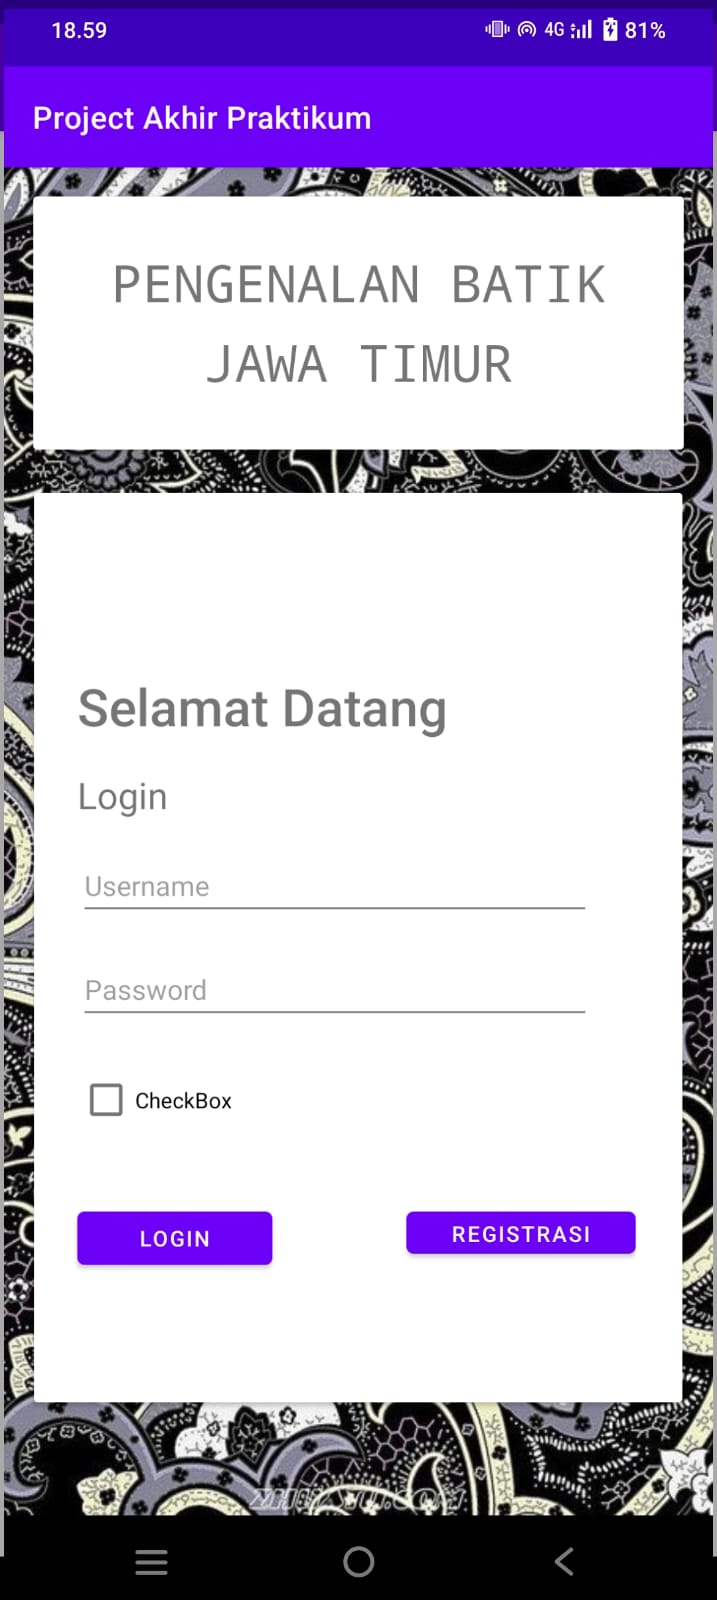 18.59
4G 81%
Project Akhir Praktikum
PENGENALAN BATIK
JAWA TIMUR
Selamat Datang
Login
Username
Password
CheckBox
LOGIN
REGISTRASI